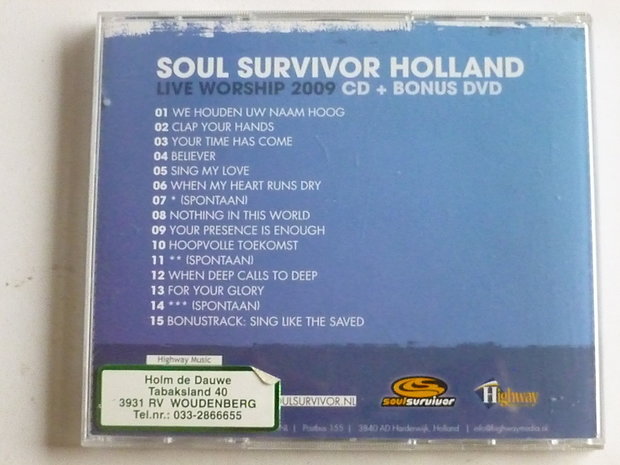 SOUL SURVIVOR HOLLAND
LIVE WORSHIP 2009 CD + BONUS DVD
01 WE HOUDEN UW NAAM HOOG
02 CLAP YOUR HANDS
03 YOUR TIME HAS COME
04 BELIEVER
05 SING MY LOVE
06 WHEN MY HEART RUNS DRY
07 * (SPONTAAN)
08 NOTHING IN THIS WORLD
09 YOUR PRESENCE IS ENOUGH
10 HOOPVOLLE TOEKOMST
11 ** (SPONTAAN)
12 WHEN DEEP CALLS TO DEEP
13 FOR YOUR GLORY
14 *** (SPONTAAN)
15 BONUSTRACK: SING LIKE THE SAVED
Highway Music
Holm de Dauwe
Tabaksland 40
3931 RV WOUDENBERG
Tel.nr.: 033-2866655
OULSURVIVOR.NL
soulsurvivor
Highway
| Postbus 155 | 3840 AD Harderwijk, Holland | info@highwaymedia.nl